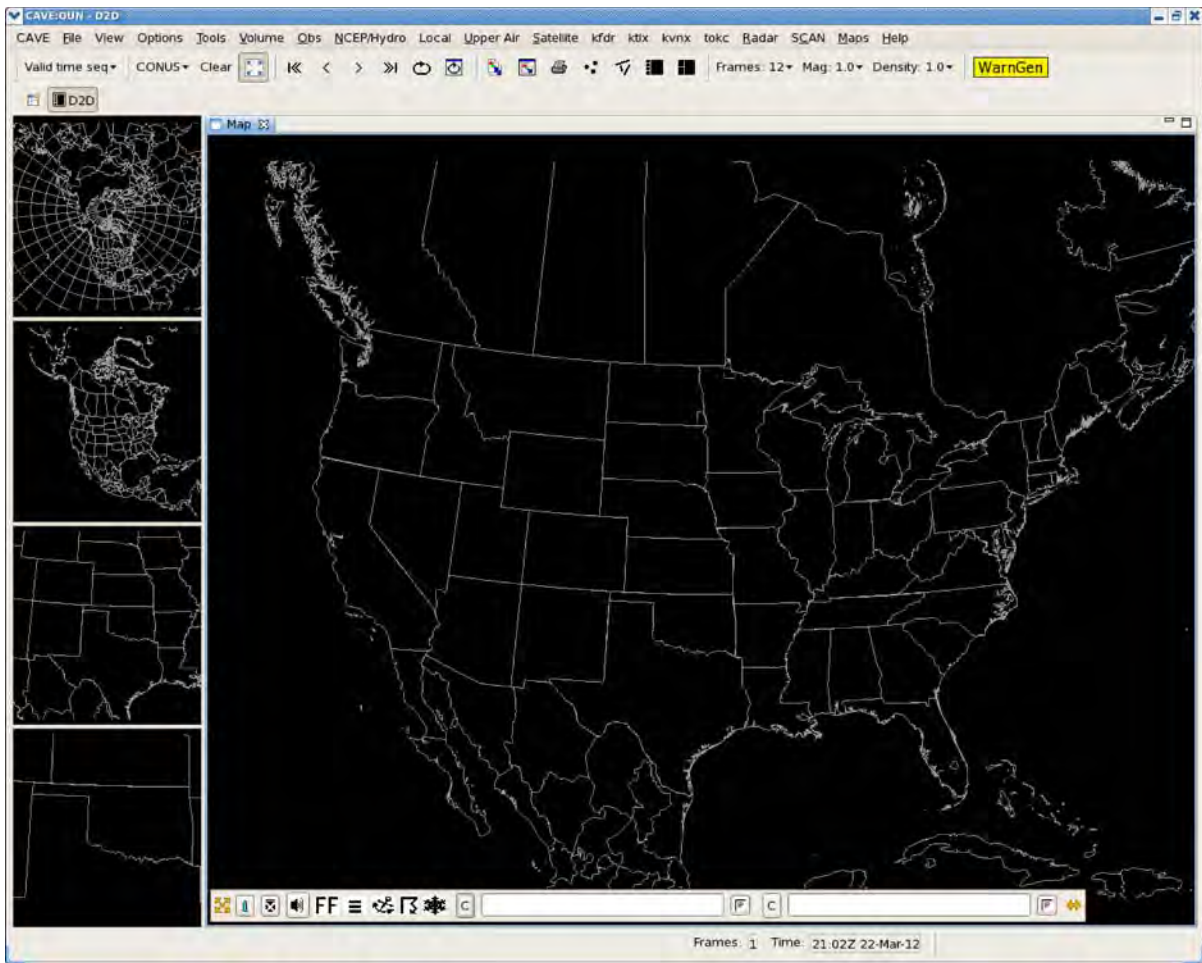 CAVE:OUN - D2D
CAVE File View Options Tools Volume Obs NCEP/Hydro Local Upper Air Satellite kfdr ktlx kvnx tokc Radar SCAN Maps Help
Valid time seq CONUS Clear Frames: 12 Mag: 1.0 Density: 1.0 WarnGen
D2D
Map
FF C C
Frames: 1 Time: 21:02Z 22-Mar-12